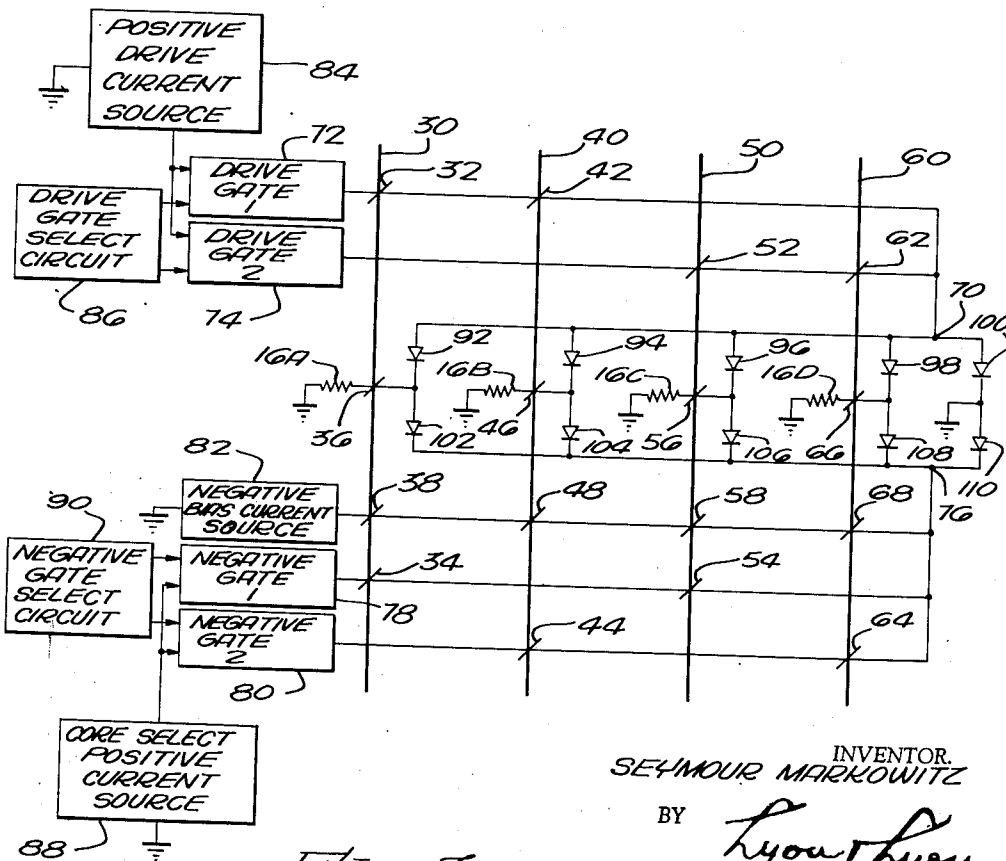 POSITIVE
DRIVE
CURRENT
SOURCE
84
72
30
40
50
60
DRIVE
GATE
1
32
42
DRIVE
GATE
SELECT
CIRCUIT
DRIVE
GATE
2
52
62
86
74
70
100
92
94
96
98
16A
16B
16C
16D
36
46
56
66
102
104
106
108
110
76
82
38
48
58
68
90
NEGATIVE
BIAS CURRENT
SOURCE
NEGATIVE
GATE
SELECT
CIRCUIT
NEGATIVE
GATE
1
34
54
78
NEGATIVE
GATE
2
44
64
80
CORE SELECT
POSITIVE
CURRENT
SOURCE
88
INVENTOR.
SEYMOUR MARKOWITZ
BY